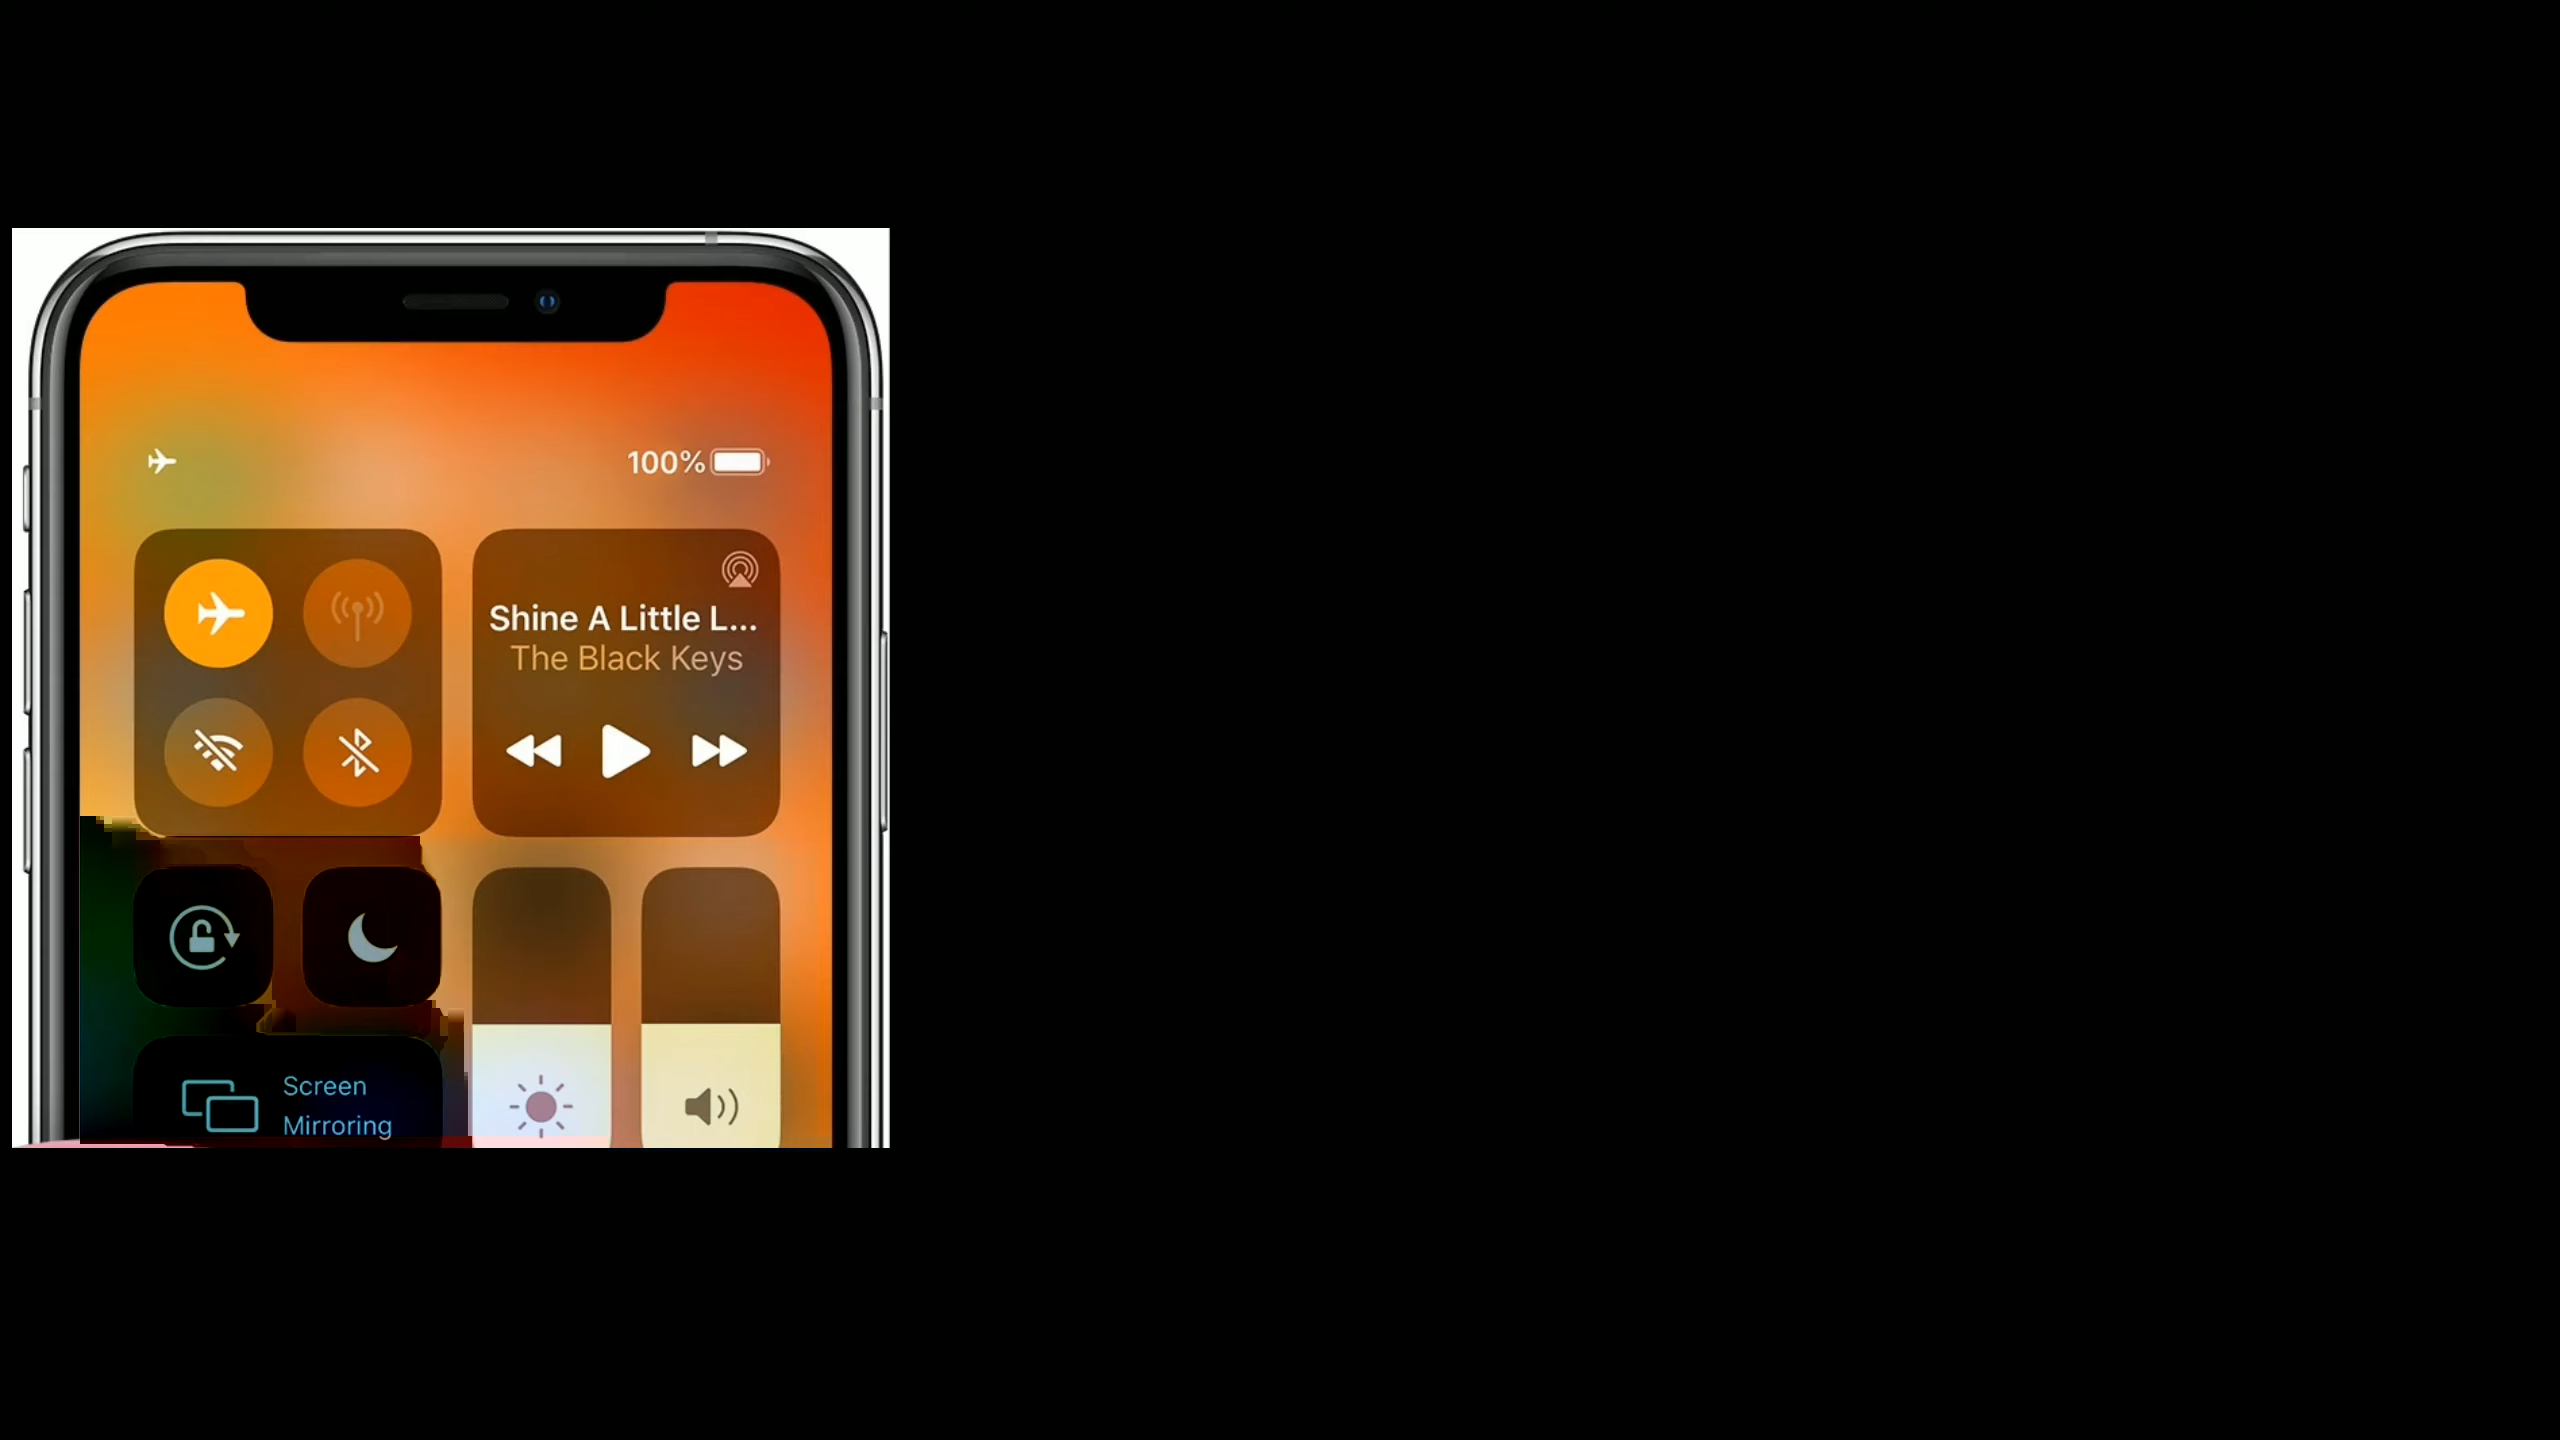 100%
Shine A Little L...
The Black Keys
Screen
Mirroring